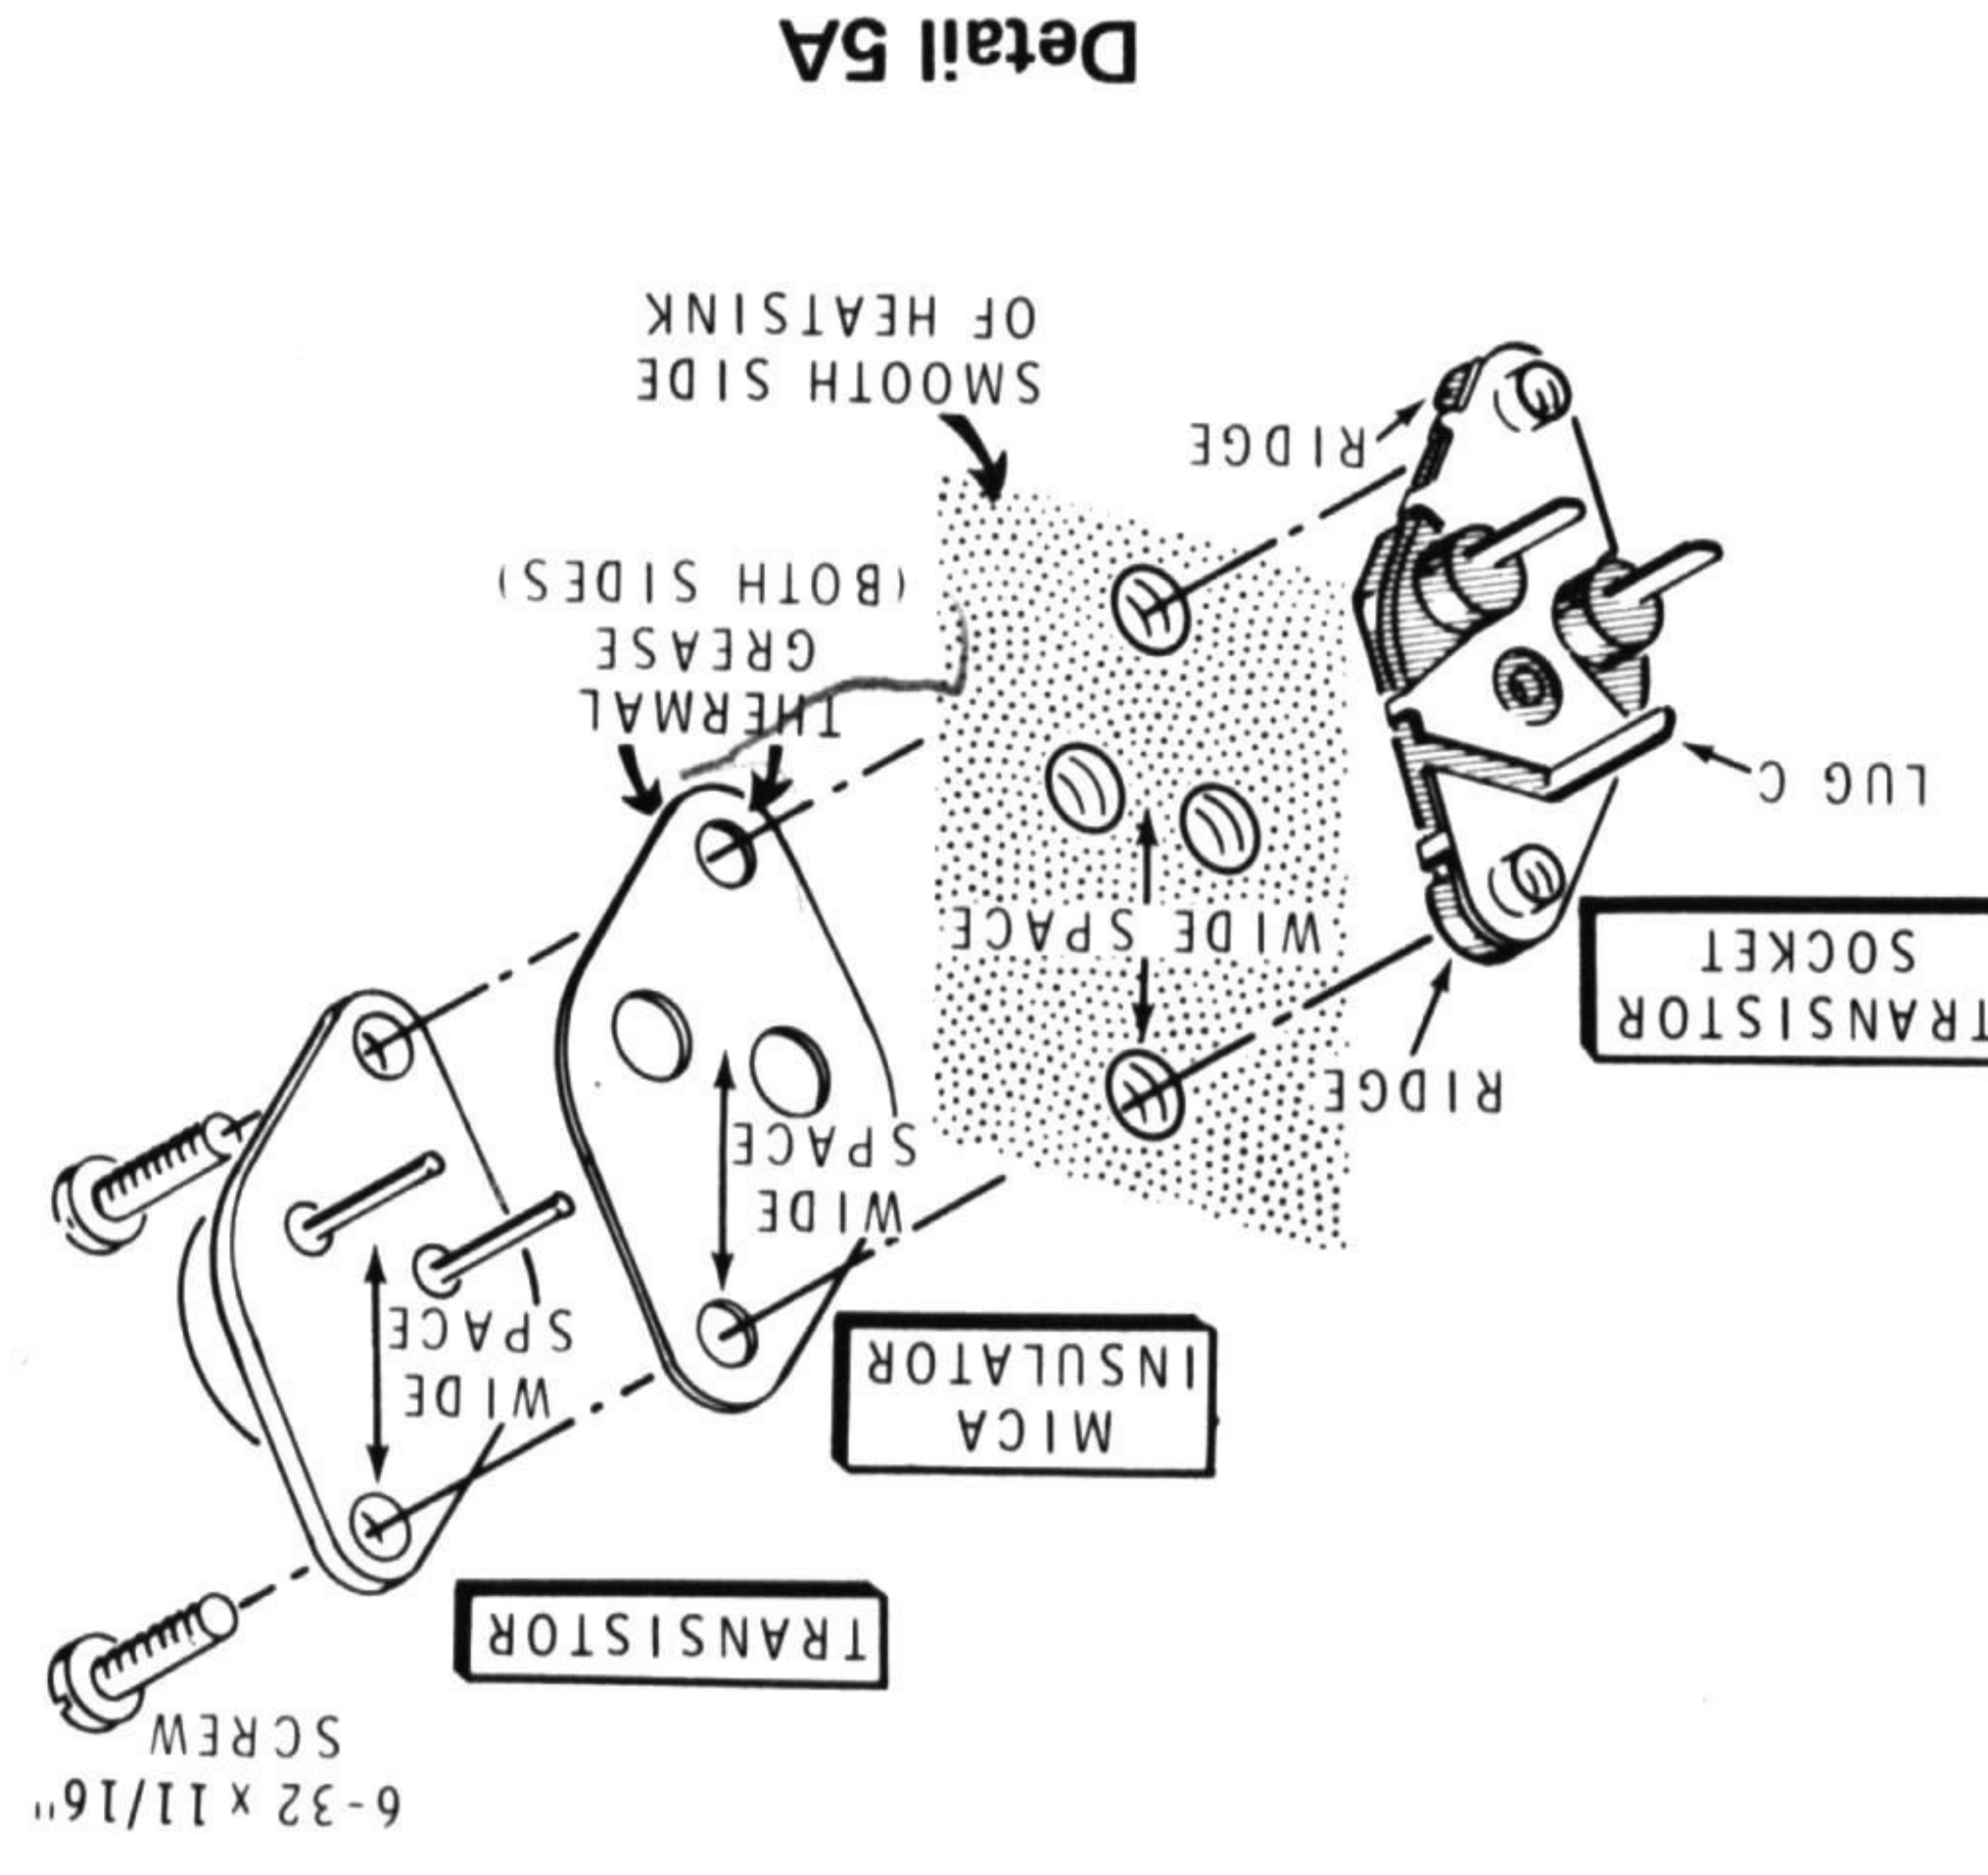 6-32 x 11/16"
SCREW
TRANSISTOR
MICA
INSULATOR
WIDE
SPACE
WIDE
SPACE
RIDGE
TRANSISTOR
SOCKET
WIDE SPACE
LUG C
THERMAL
GREASE
(BOTH SIDES)
RIDGE
SMOOTH SIDE
OF HEATSINK
Detail 5A